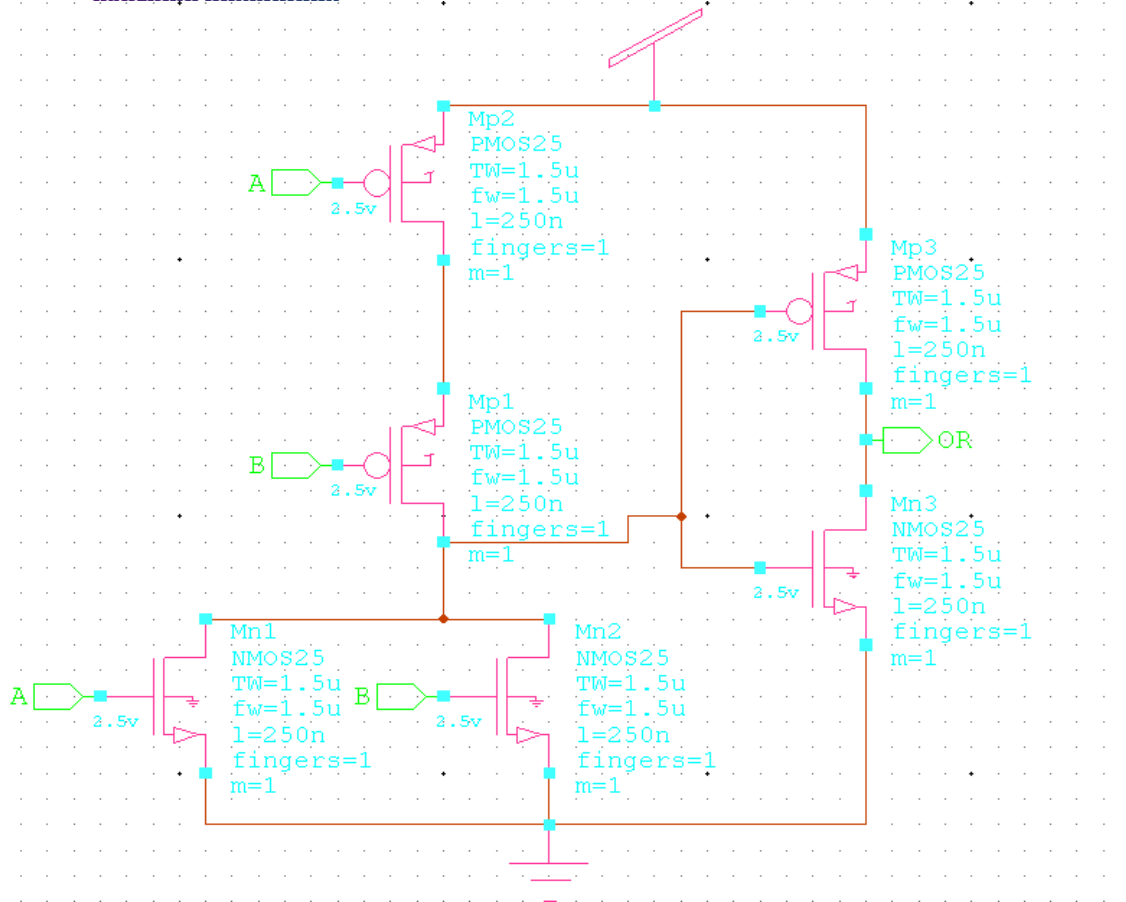 Mp2
PMOS25
TW=1.5u
fw=1.5u
l=250n
fingers=1
m=1
A
2.5v
Mp3
PMOS25
TW=1.5u
fw=1.5u
l=250n
fingers=1
m=1
2.5v
Mp1
PMOS25
TW=1.5u
fw=1.5u
l=250n
fingers=1
m=1
B
2.5v
OR
Mn3
NMOS25
TW=1.5u
fw=1.5u
l=250n
fingers=1
m=1
2.5v
Mn1
NMOS25
TW=1.5u
fw=1.5u
l=250n
fingers=1
m=1
A
2.5v
Mn2
NMOS25
TW=1.5u
fw=1.5u
l=250n
fingers=1
m=1
B
2.5v